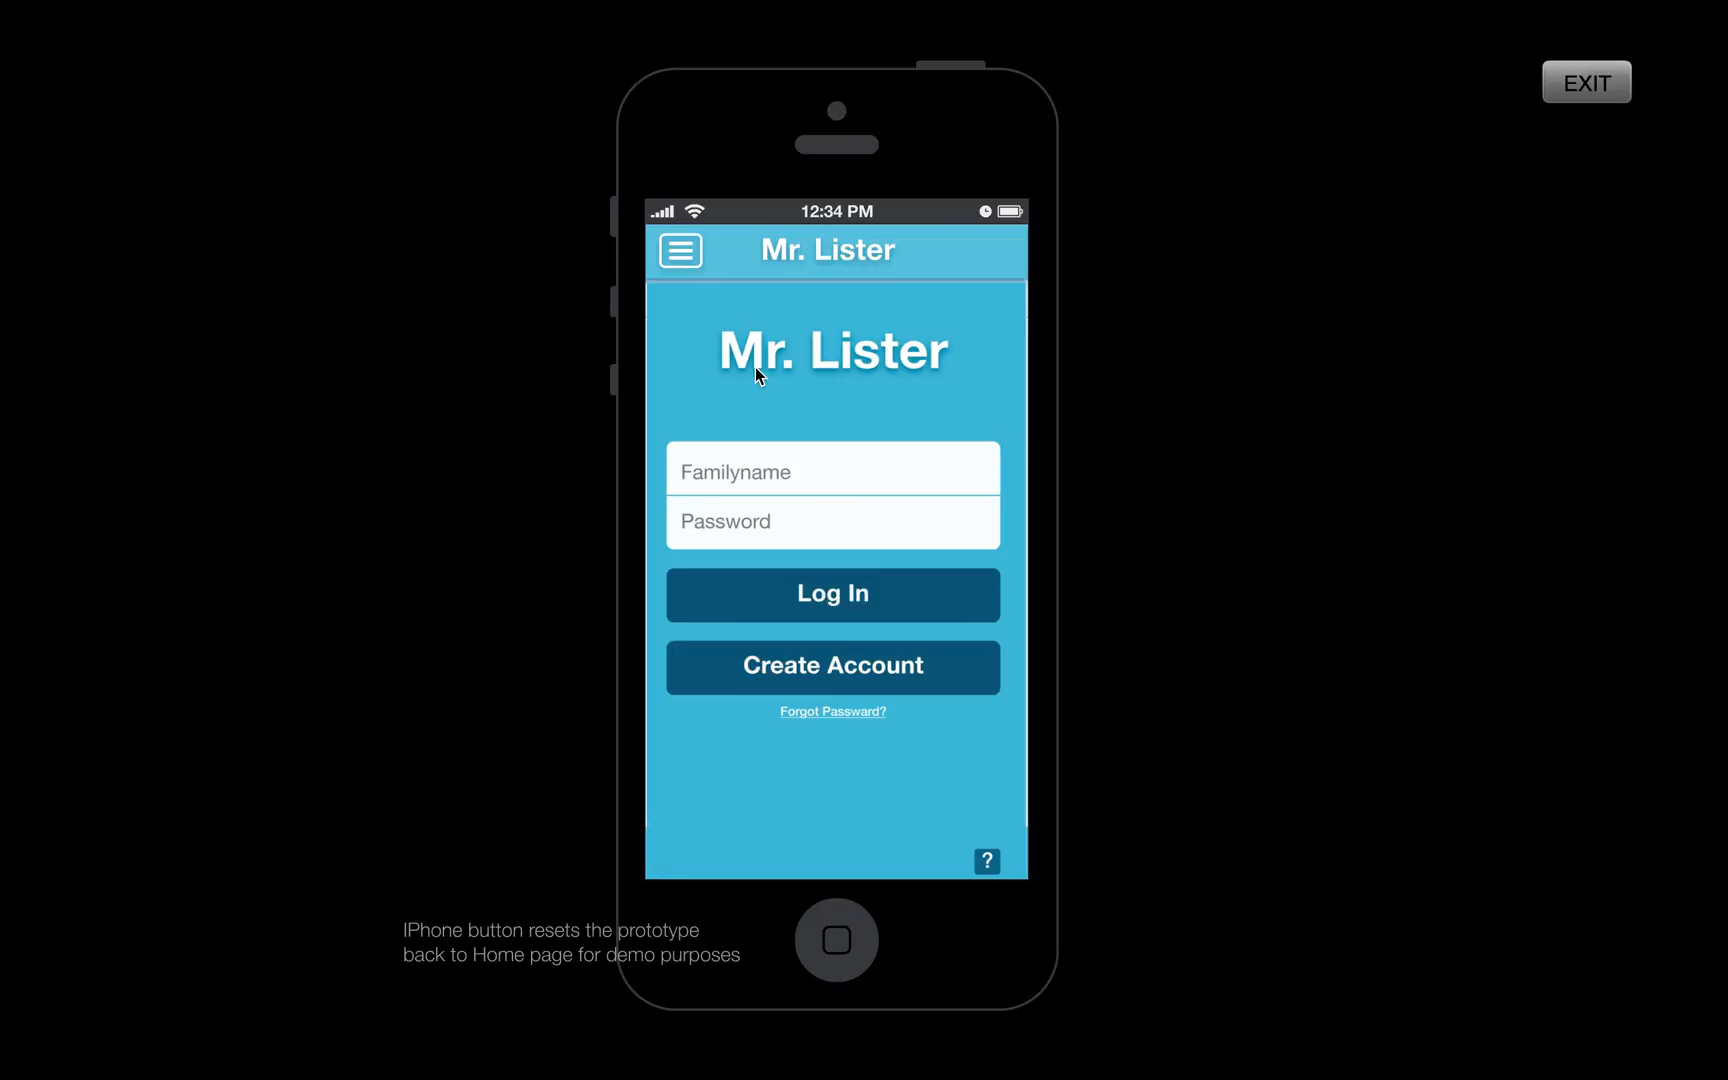 EXIT
12:34 PM
Mr. Lister
Mr. Lister
Familyname
Password
Log In
Create Account
Forgot Password?
?
IPhone button resets the prototype
back to Home page for demo purposes